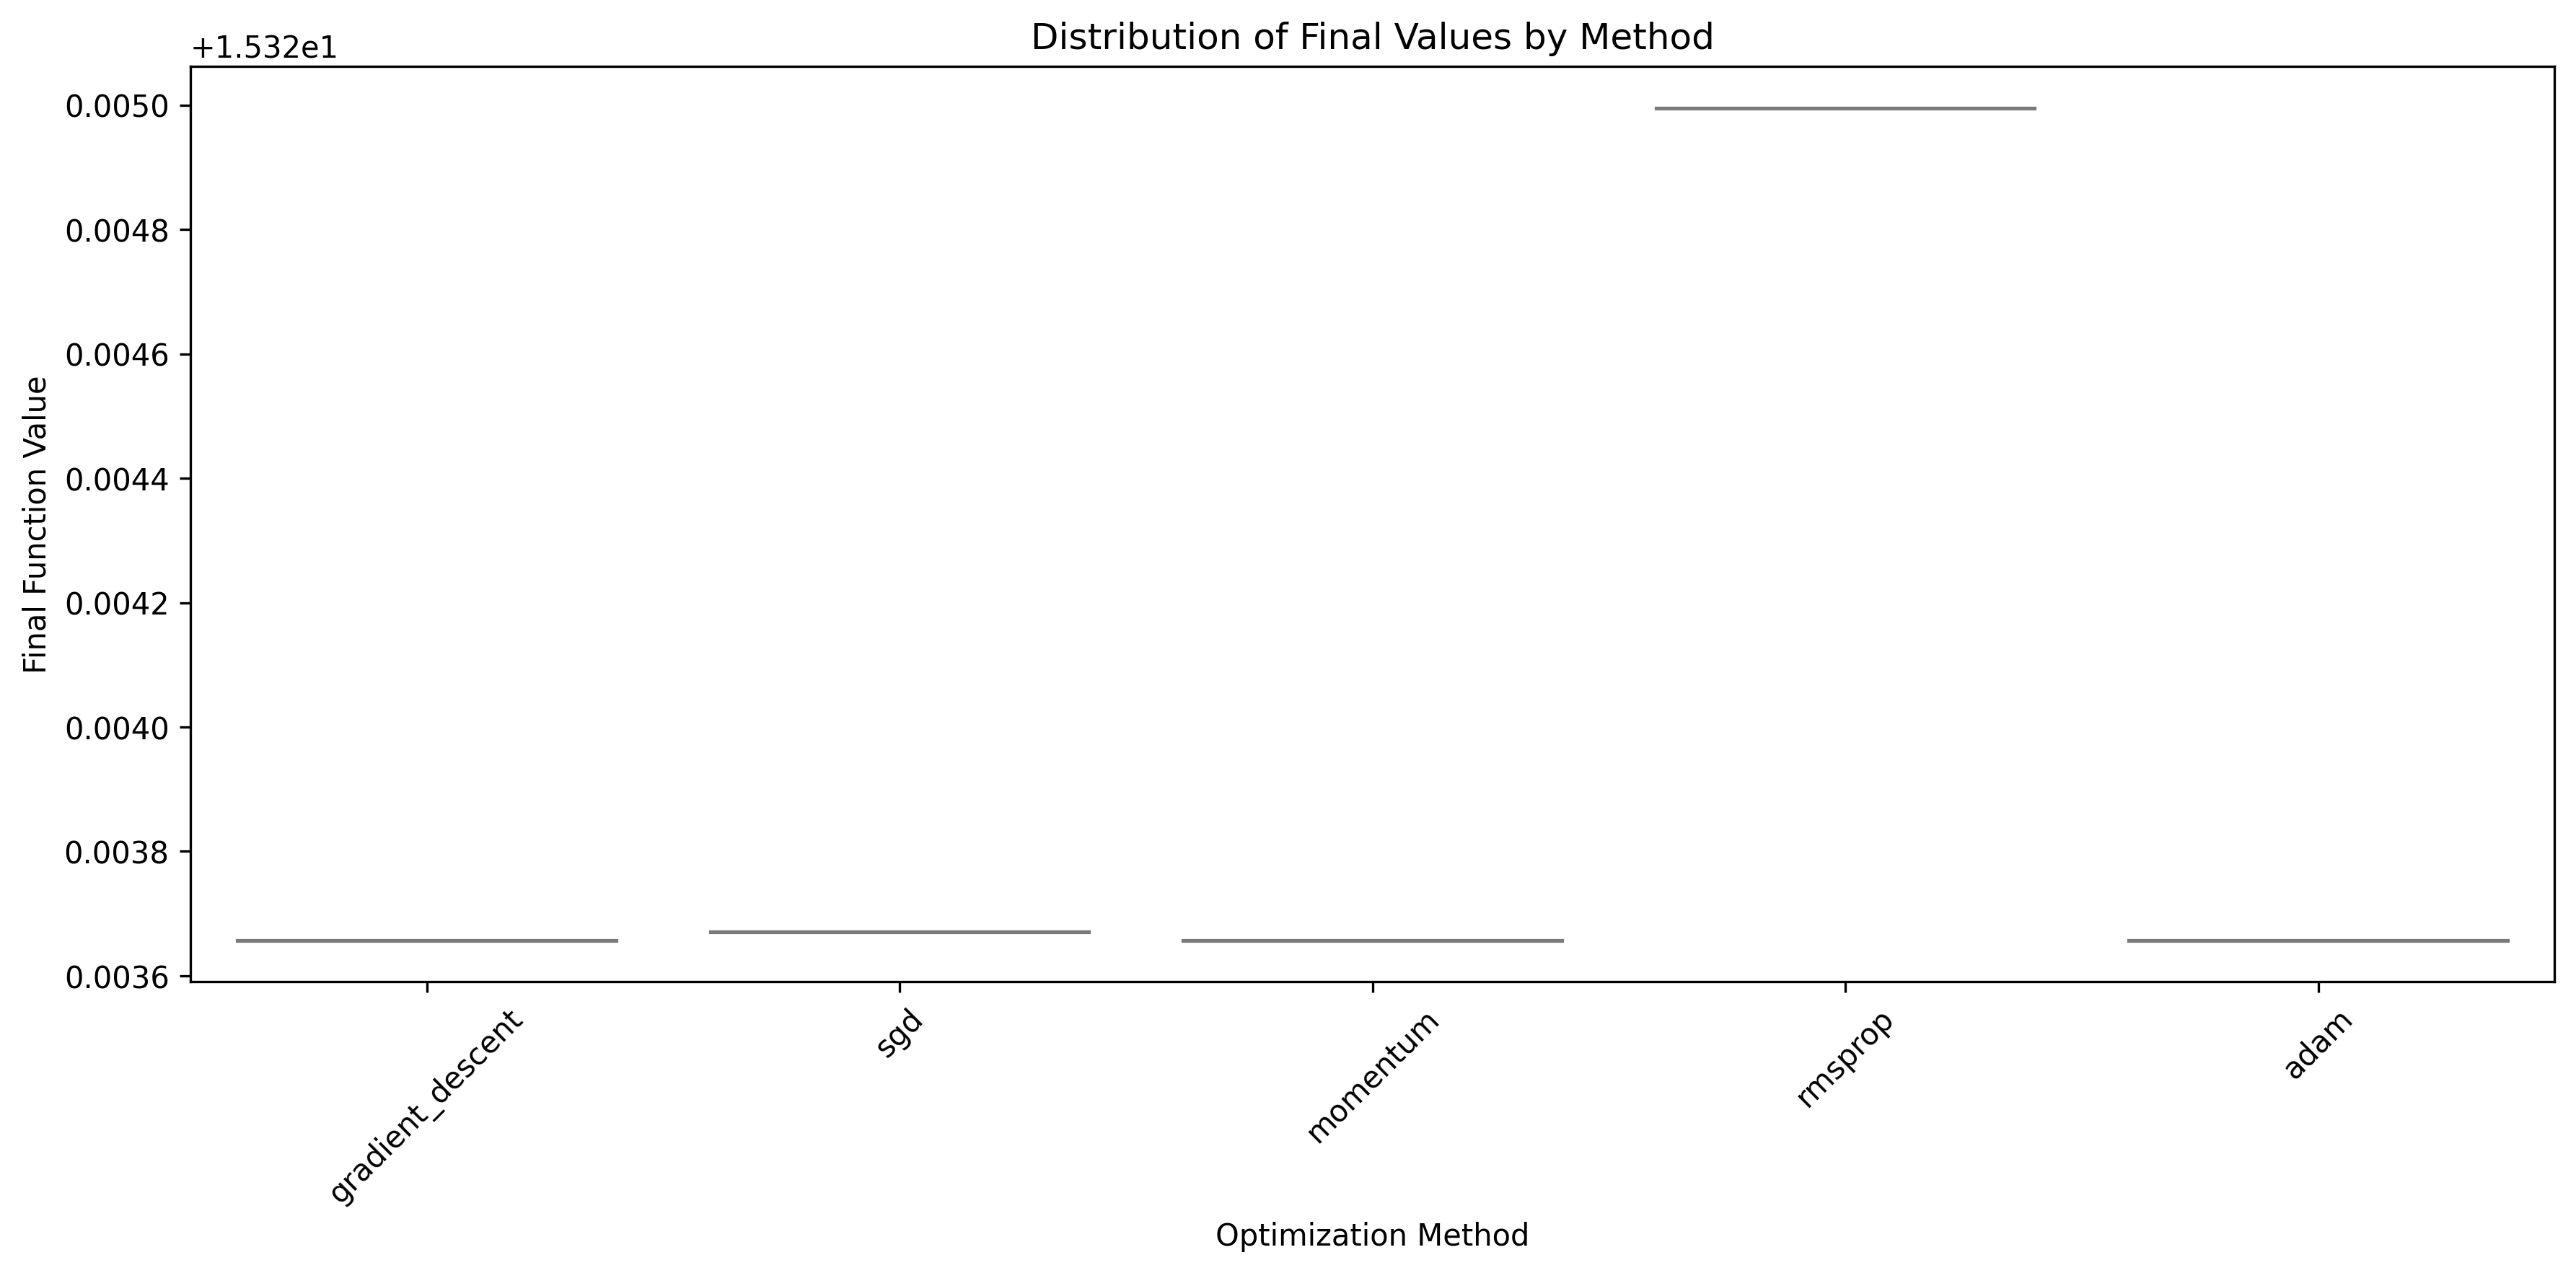 Distribution of Final Values by Method
+1.532e1
0.0050
0.0048
0.0046
0.0044
0.0042
0.0040
0.0038
0.0036
Final Function Value
gradient_descent
sgd
momentum
rmsprop
adam
Optimization Method